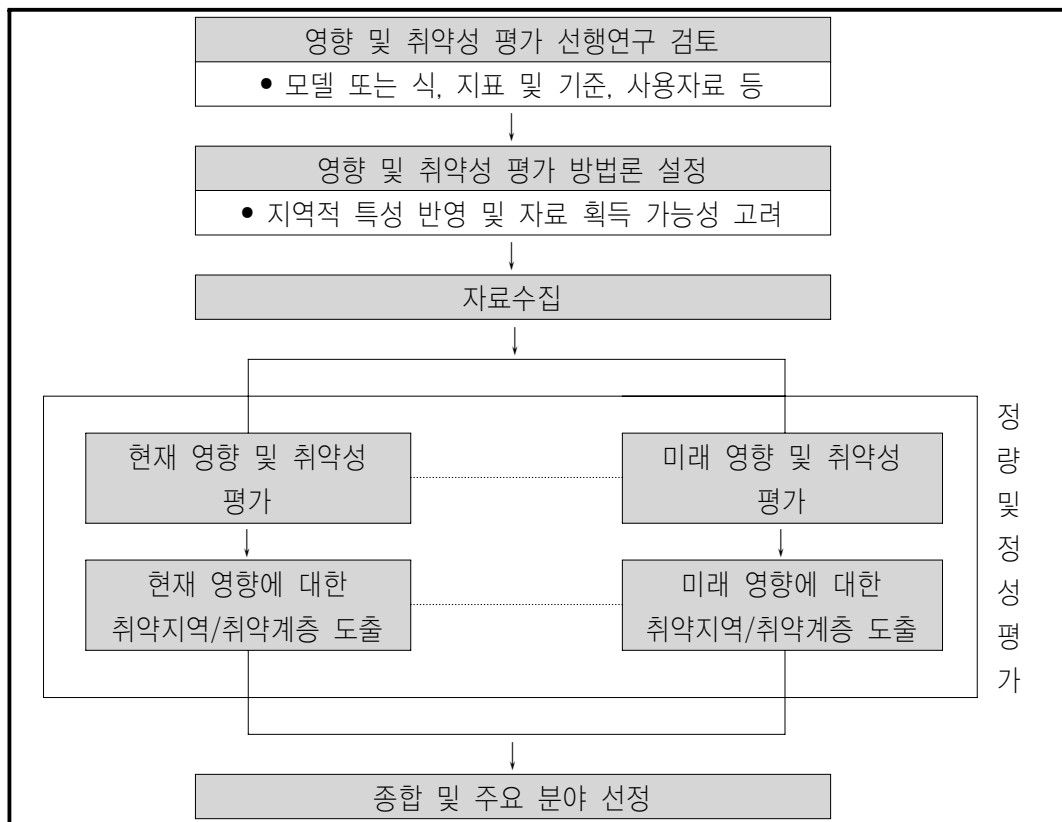 영향 및 취약성 평가 선행연구 검토
• 모델 또는 식, 지표 및 기준, 사용자료 등
영향 및 취약성 평가 방법론 설정
• 지역적 특성 반영 및 자료 획득 가능성 고려
자료수집
현재 영향 및 취약성
평가
미래 영향 및 취약성
평가
현재 영향에 대한
취약지역/취약계층 도출
미래 영향에 대한
취약지역/취약계층 도출
정
량
및
정
성
평
가
종합 및 주요 분야 선정